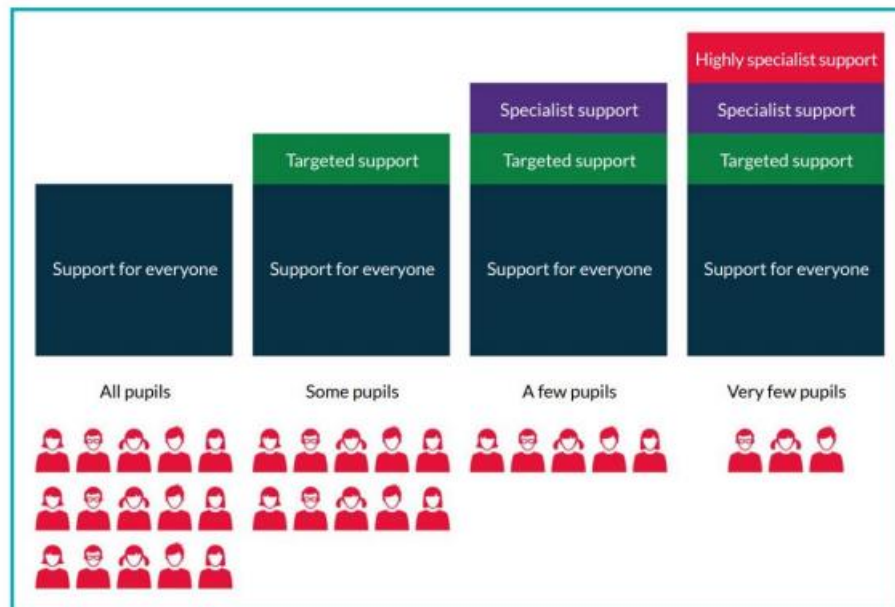 Highly specialist support
Specialist support
Specialist support
Targeted support
Targeted support
Targeted support
Support for everyone
Support for everyone
Support for everyone
Support for everyone
All pupils
Some pupils
A few pupils
Very few pupils